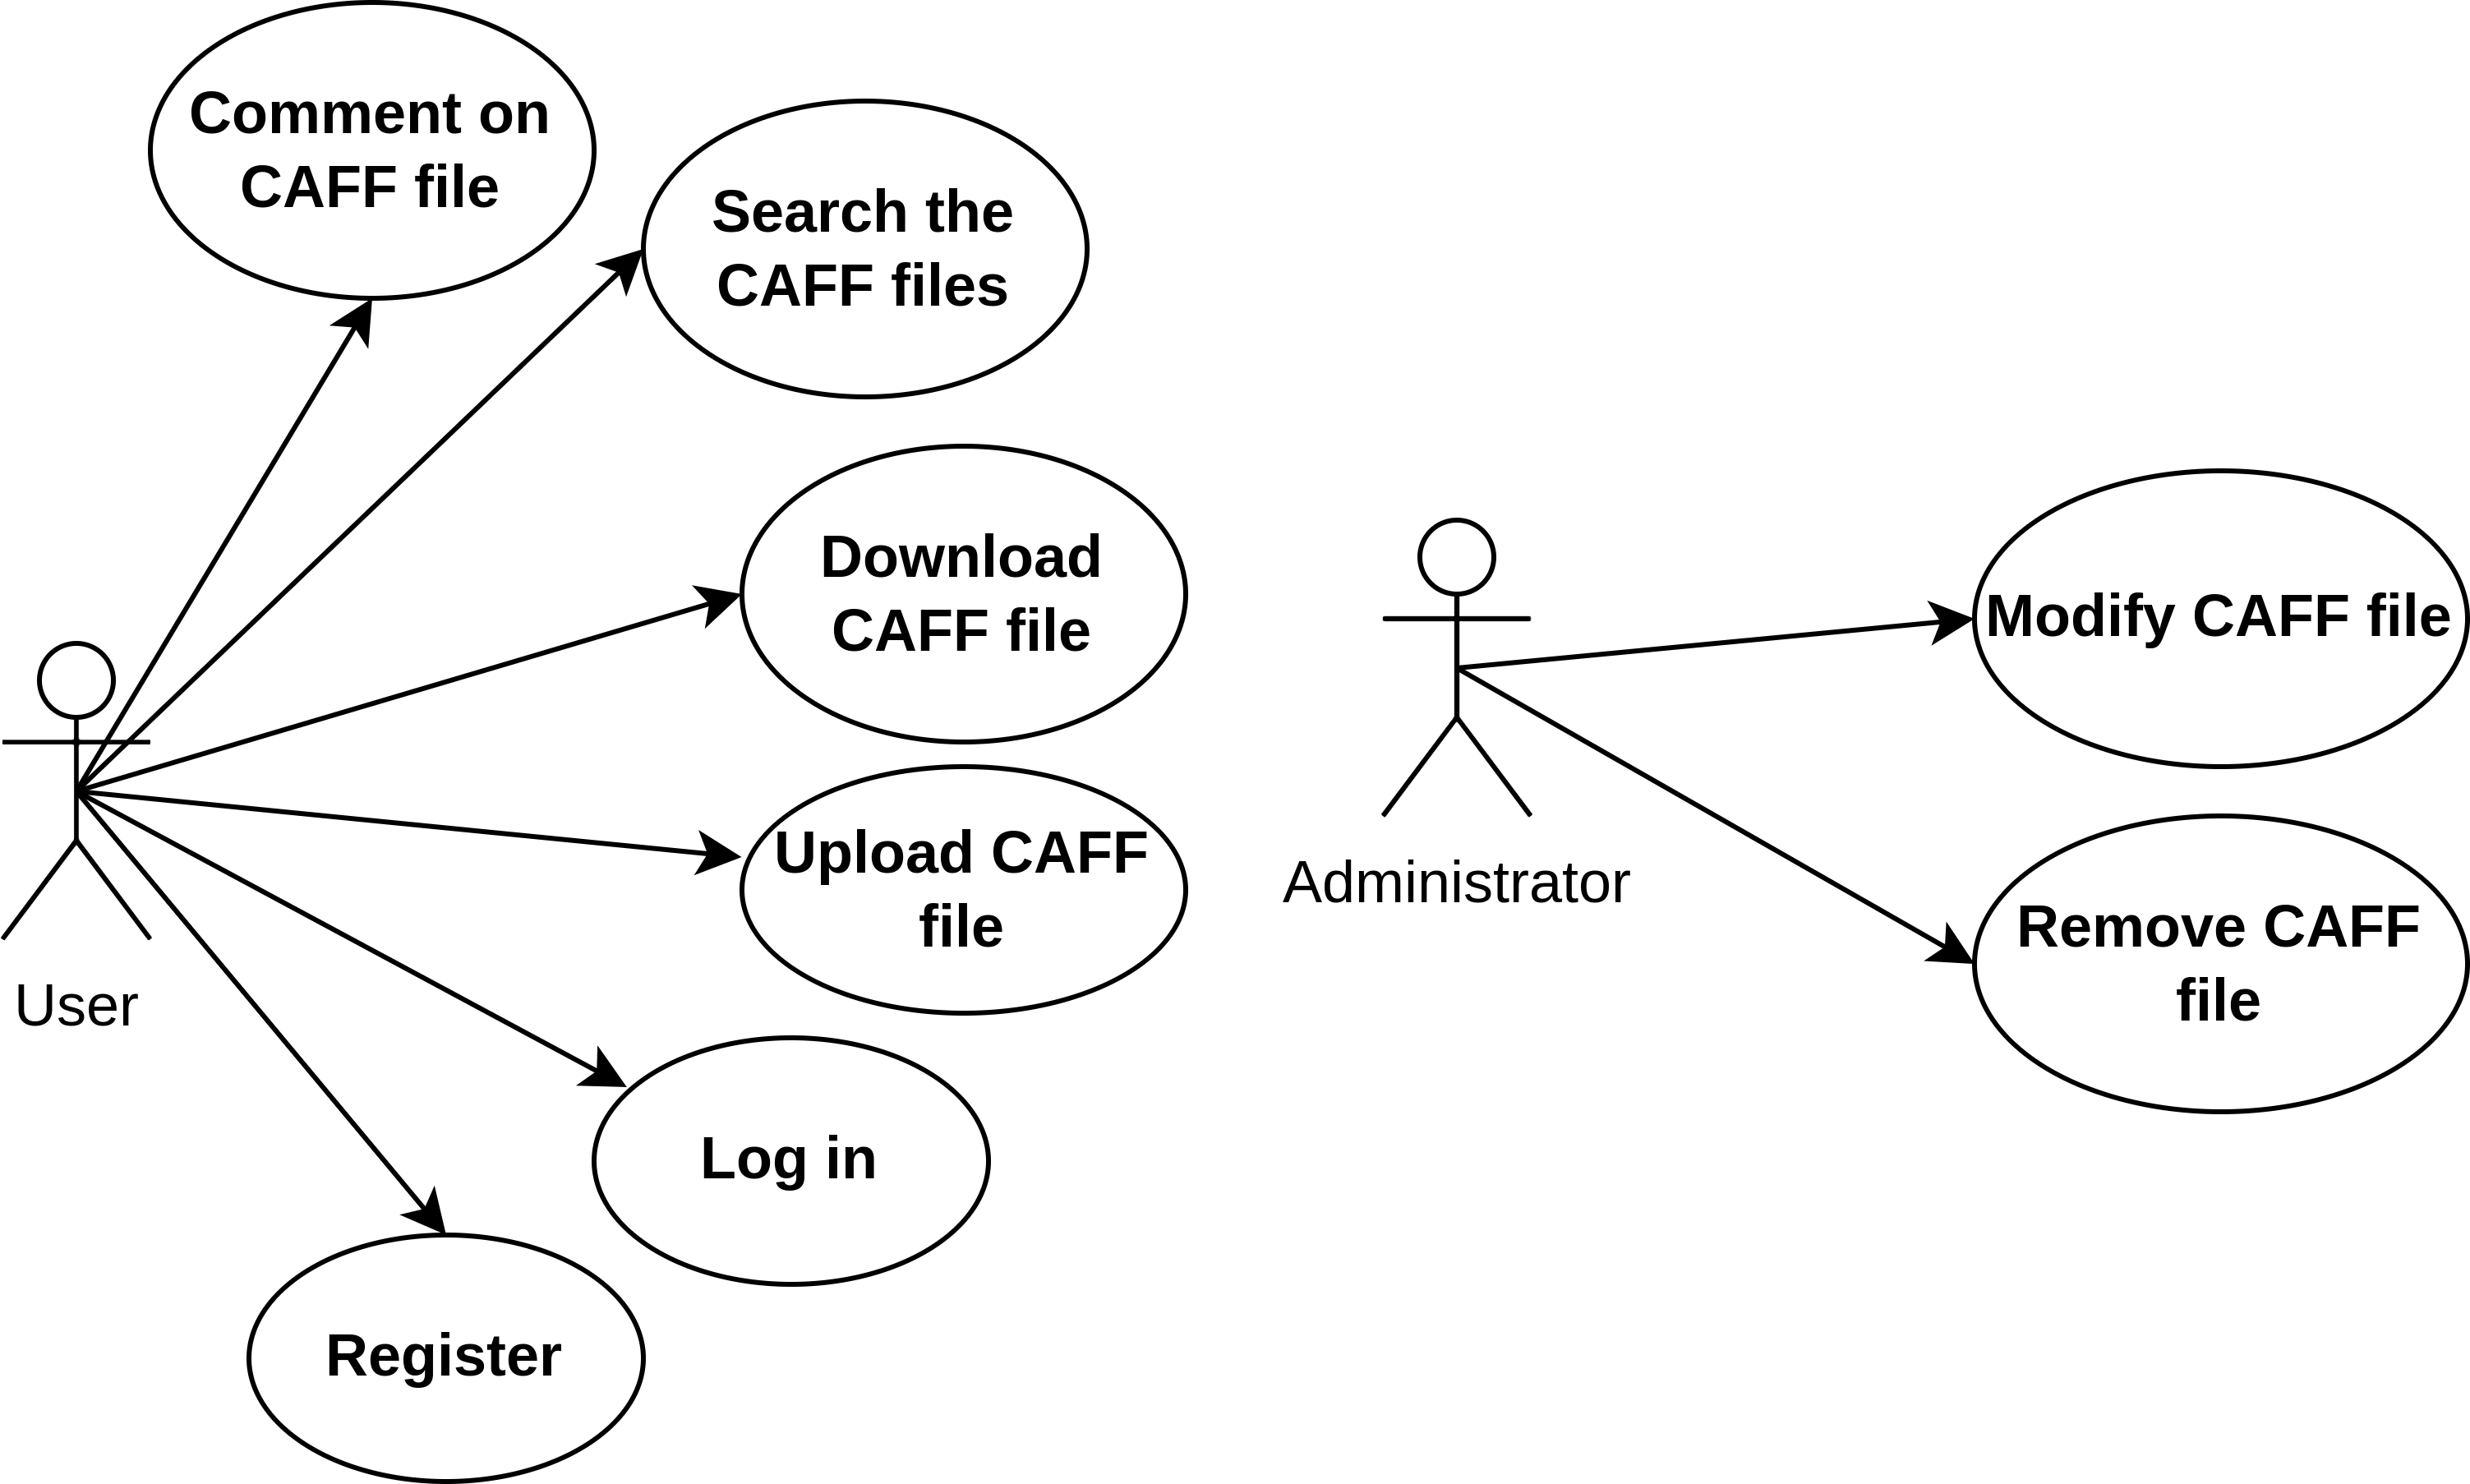 Comment on
CAFF file
Search the
CAFF files
Download
CAFF file
Upload CAFF
file
Log in
Register
User
Modify CAFF file
Remove CAFF
file
Administrator